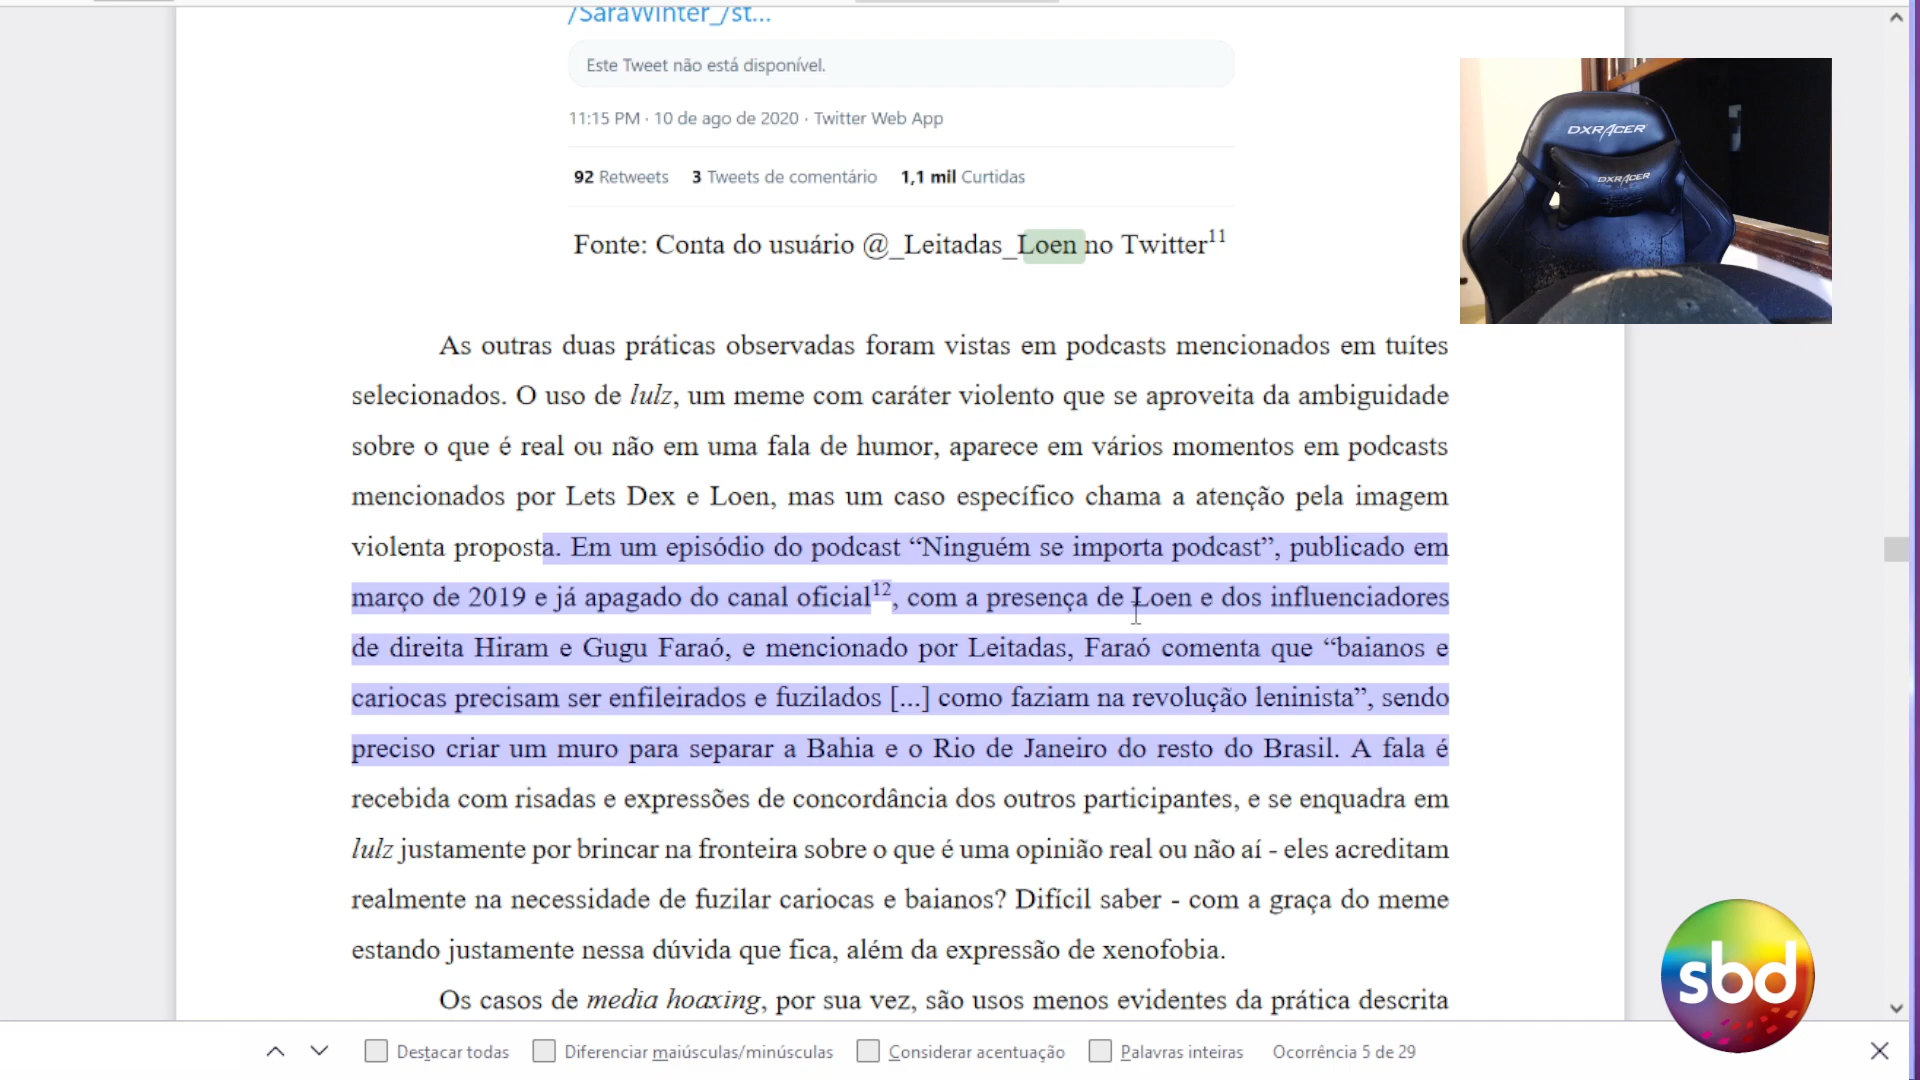 /SaraWinter_/st...
Este Tweet não está disponível.
11:15 PM · 10 de ago de 2020 · Twitter Web App
92 Retweets 3 Tweets de comentário 1,1 mil Curtidas
Fonte: Conta do usuário @_Leitadas_Loen no Twitter11
As outras duas práticas observadas foram vistas em podcasts mencionados em tuítes
selecionados. O uso de lulz, um meme com caráter violento que se aproveita da ambiguidade
sobre o que é real ou não em uma fala de humor, aparece em vários momentos em podcasts
mencionados por Lets Dex e Loen, mas um caso específico chama a atenção pela imagem
violenta proposta. Em um episódio do podcast “Ninguém se importa podcast”, publicado em
março de 2019 e já apagado do canal oficial12, com a presença de Loen e dos influenciadores
de direita Hiram e Gugu Faraó, e mencionado por Leitadas, Faraó comenta que “baianos e
cariocas precisam ser enfileirados e fuzilados [...] como faziam na revolução leninista”, sendo
preciso criar um muro para separar a Bahia e o Rio de Janeiro do resto do Brasil. A fala é
recebida com risadas e expressões de concordância dos outros participantes, e se enquadra em
lulz justamente por brincar na fronteira sobre o que é uma opinião real ou não aí - eles acreditam
realmente na necessidade de fuzilar cariocas e baianos? Difícil saber - com a graça do meme
estando justamente nessa dúvida que fica, além da expressão de xenofobia.
Os casos de media hoaxing, por sua vez, são usos menos evidentes da prática descrita
Destacar todas Diferenciar maiúsculas/minúsculas Considerar acentuação Palavras inteiras Ocorrência 5 de 29
DXRACER
DXRACER
sbd